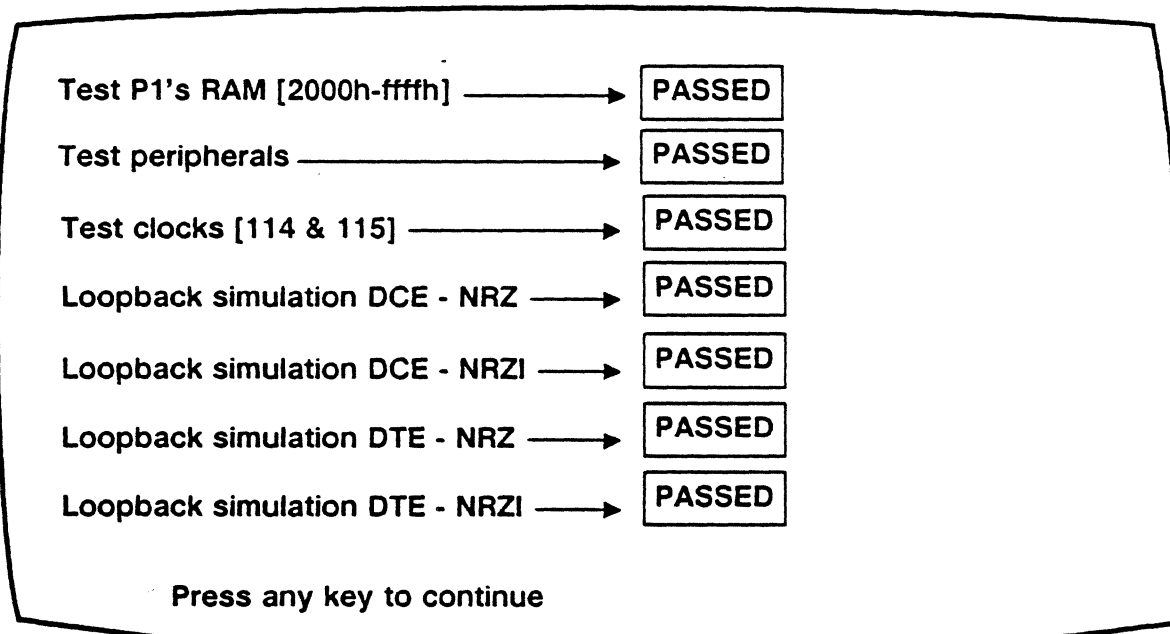 Test P1's RAM [2000h-ffffh] PASSED
Test peripherals PASSED
Test clocks [114 & 115] PASSED
Loopback simulation DCE - NRZ PASSED
Loopback simulation DCE - NRZI PASSED
Loopback simulation DTE - NRZ PASSED
Loopback simulation DTE - NRZI PASSED
Press any key to continue